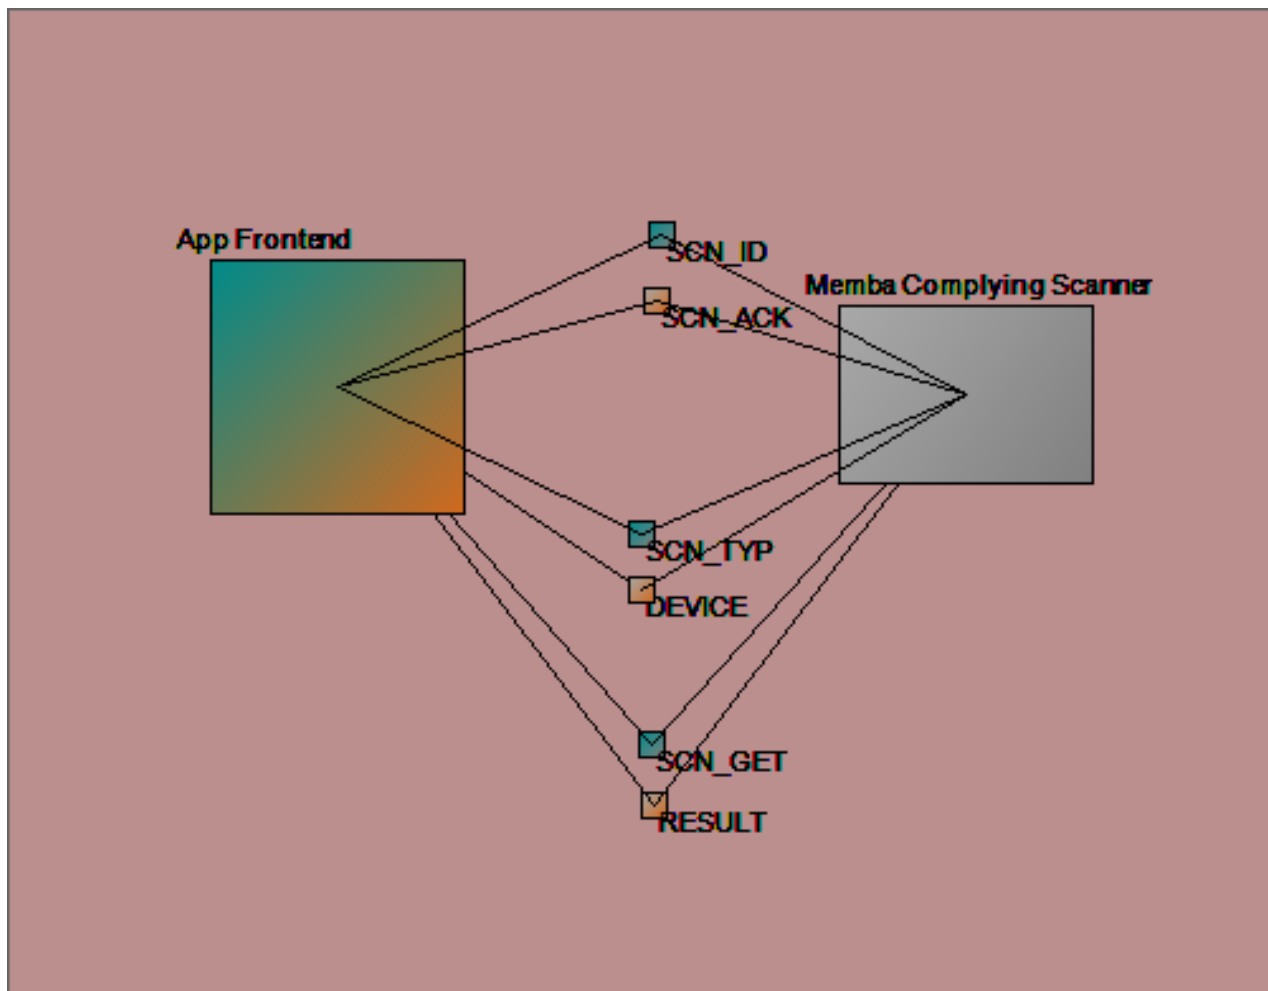 App Frontend
SCN_ID
Memba Complying Scanner
SCN_ACK
SCN_TYP
DEVICE
SCN_GET
RESULT